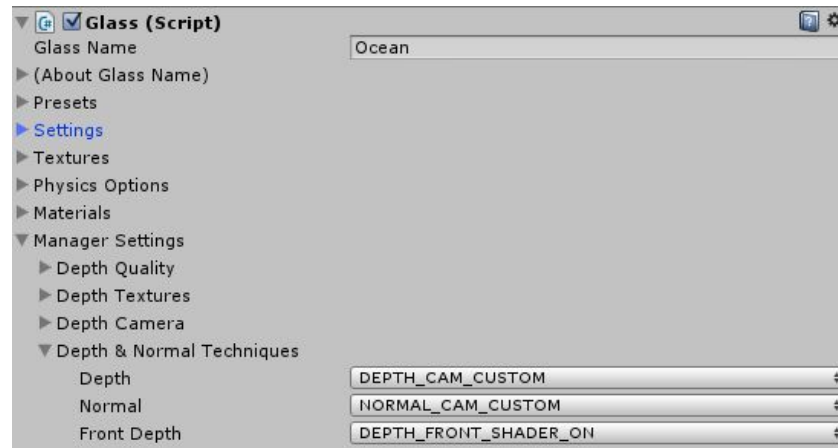 Glass (Script)
Glass Name Ocean
(About Glass Name)
Presets
Settings
Textures
Physics Options
Materials
Manager Settings
Depth Quality
Depth Textures
Depth Camera
Depth & Normal Techniques
Depth DEPTH_CAM_CUSTOM
Normal NORMAL_CAM_CUSTOM
Front Depth DEPTH_FRONT_SHADER_ON